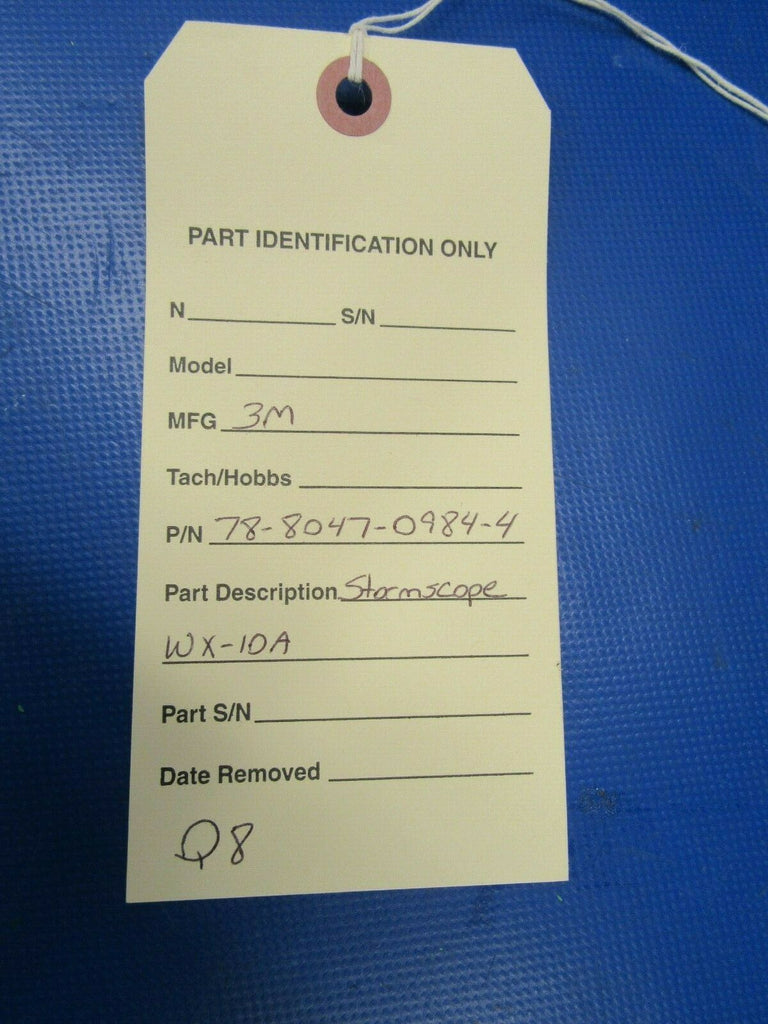 PART IDENTIFICATION ONLY
N S/N
Model
MFG 3M
Tach/Hobbs
P/N 78-8047-0984-4
Part Description Stormscope
WX-10A
Part S/N
Date Removed
Q8